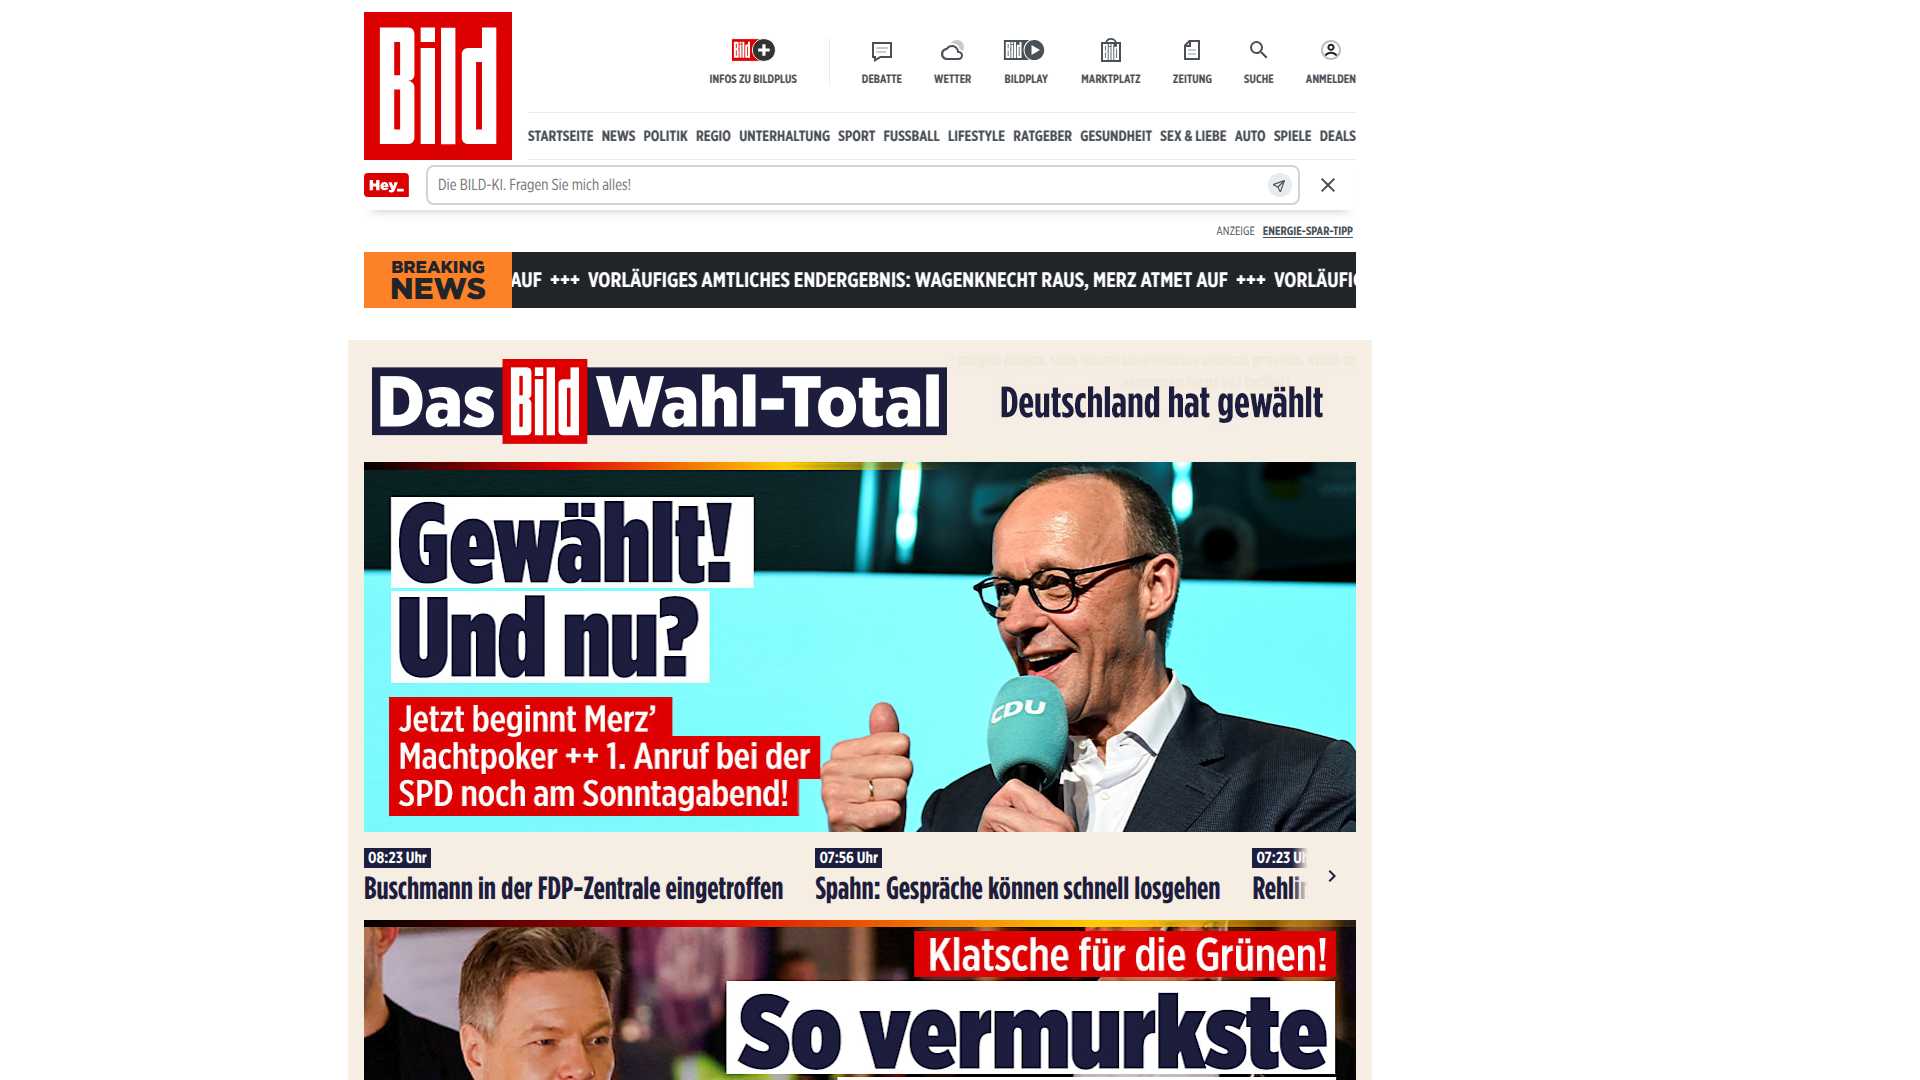 Bild
Bild
INFOS ZU BILDPLUS
DEBATTE
WETTER
Bild
BILDPLAY
Bild
MARKTPLATZ
ZEITUNG
SUCHE
ANMELDEN
STARTSEITE NEWS POLITIK REGIO UNTERHALTUNG SPORT FUSSBALL LIFESTYLE RATGEBER GESUNDHEIT SEX & LIEBE AUTO SPIELE DEALS
Hey_
Die BILD-KI. Fragen Sie mich alles!
ANZEIGE ENERGIE-SPAR-TIPP
BREAKING
NEWS
AUF +++ VORLÄUFIGES AMTLICHES ENDERGEBNIS: WAGENKNECHT RAUS, MERZ ATMET AUF +++ VORLÄUFIG
Das Bild Wahl-Total
Deutschland hat gewählt
Gewählt!
Und nu?
Jetzt beginnt Merz’
Machtpoker ++ 1. Anruf bei der
SPD noch am Sonntagabend!
CDU
08:23 Uhr
Buschmann in der FDP-Zentrale eingetroffen
07:56 Uhr
Spahn: Gespräche können schnell losgehen
07:23 Uh
Rehlin
Klatsche für die Grünen!
So vermurkste